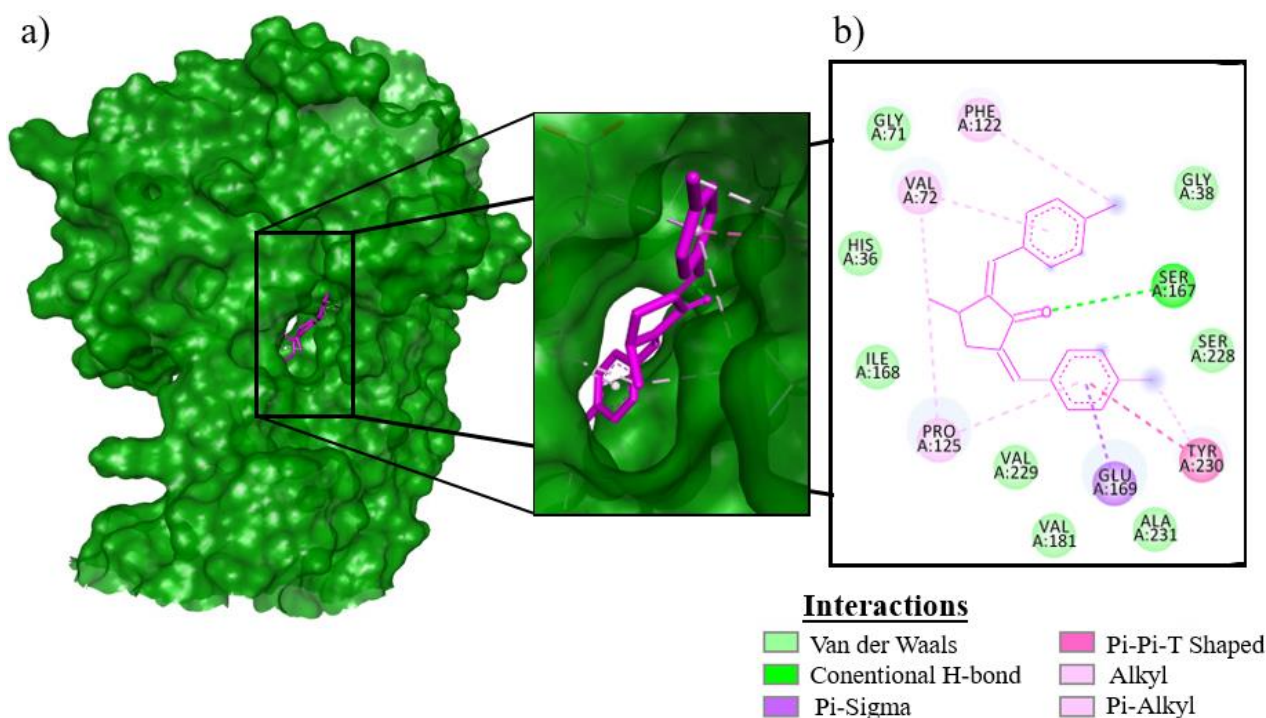 a)
b)
GLY
A:71
PHE
A:122
VAL
A:72
GLY
A:38
HIS
A:36
SER
A:167
ILE
A:168
SER
A:228
PRO
A:125
VAL
A:229
GLU
A:169
TYR
A:230
VAL
A:181
ALA
A:231
Interactions
Van der Waals
Conentional H-bond
Pi-Sigma
Pi-Pi-T Shaped
Alkyl
Pi-Alkyl